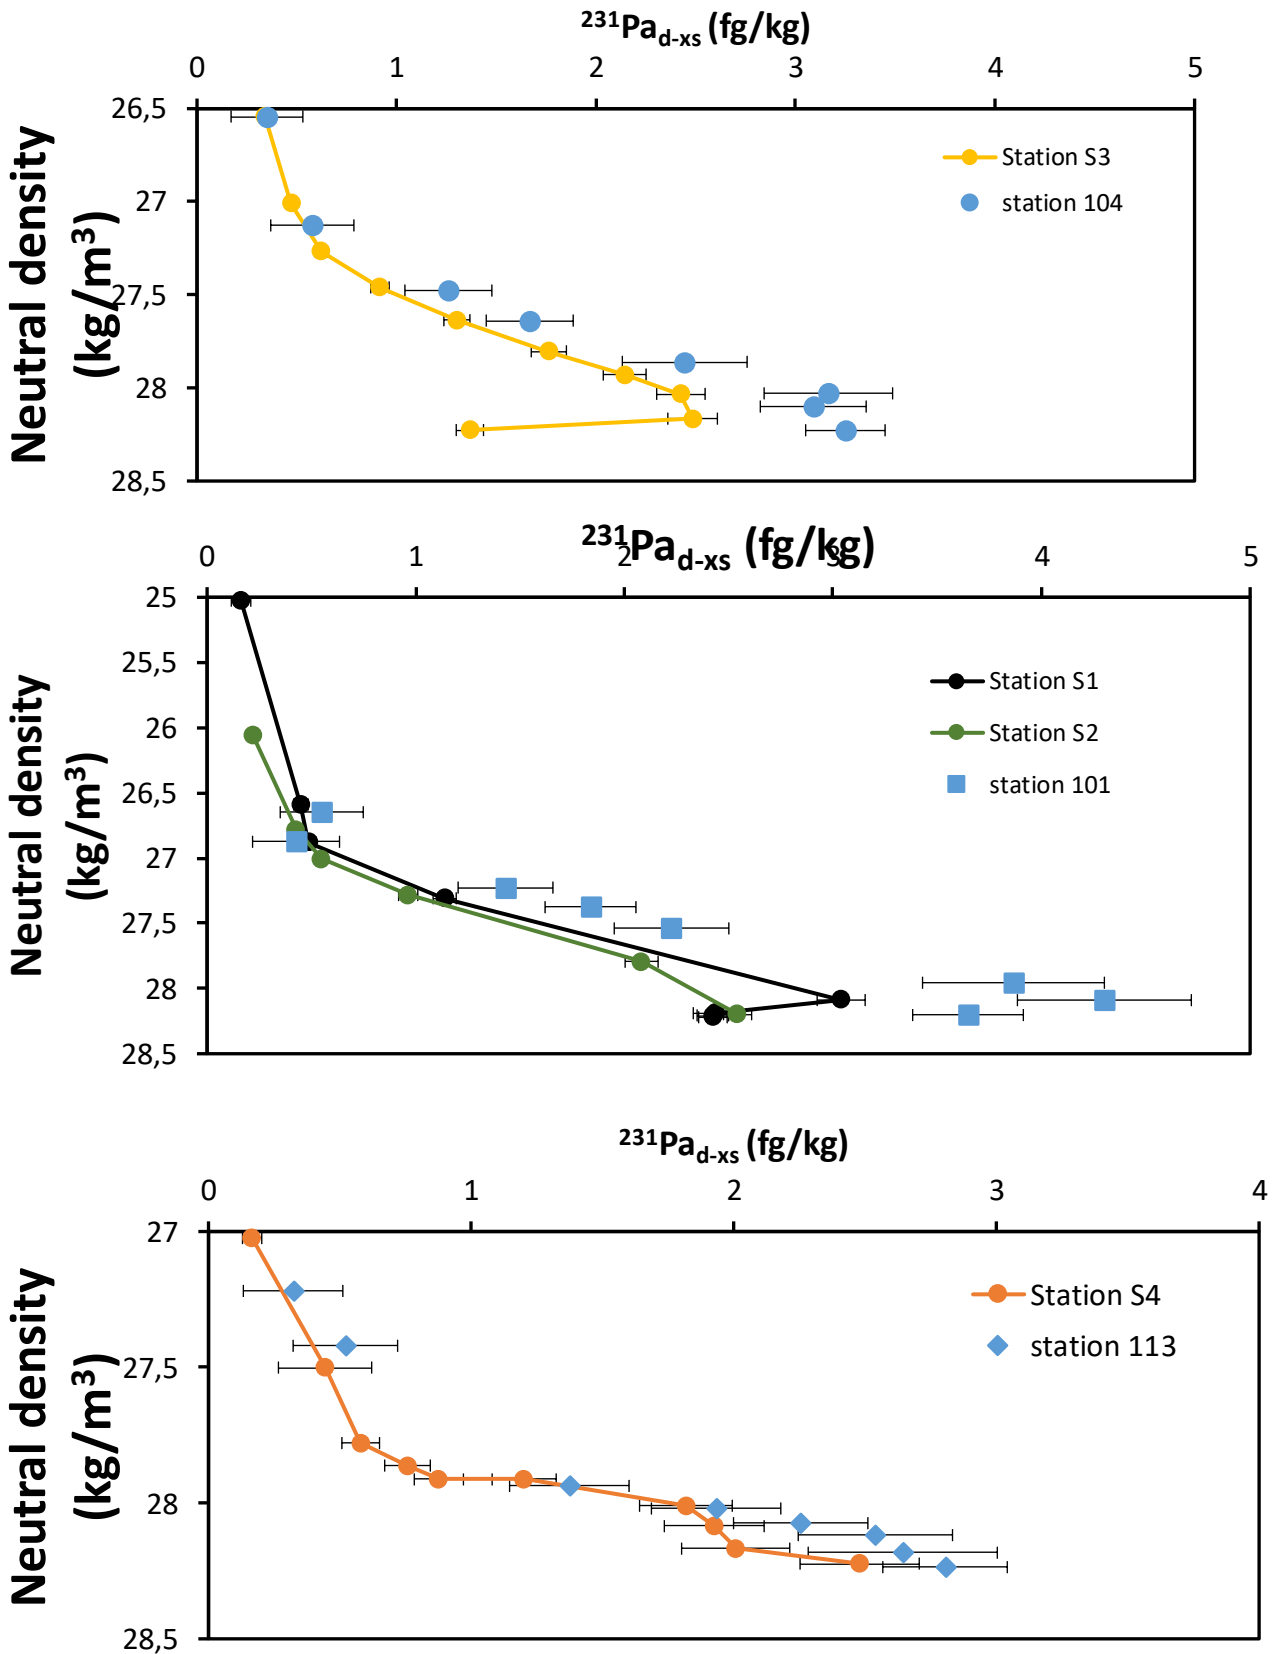 ²³¹Pa_d-xs (fg/kg)
0 1 2 3 4 5
26,5
27
27,5
28
28,5
Neutral density
(kg/m³)
Station S3
station 104
²³¹Pa_d-xs (fg/kg)
0 1 2 3 4 5
25
25,5
26
26,5
27
27,5
28
28,5
Neutral density
(kg/m³)
Station S1
Station S2
station 101
²³¹Pa_d-xs (fg/kg)
0 1 2 3 4
27
27,5
28
28,5
Neutral density
(kg/m³)
Station S4
station 113